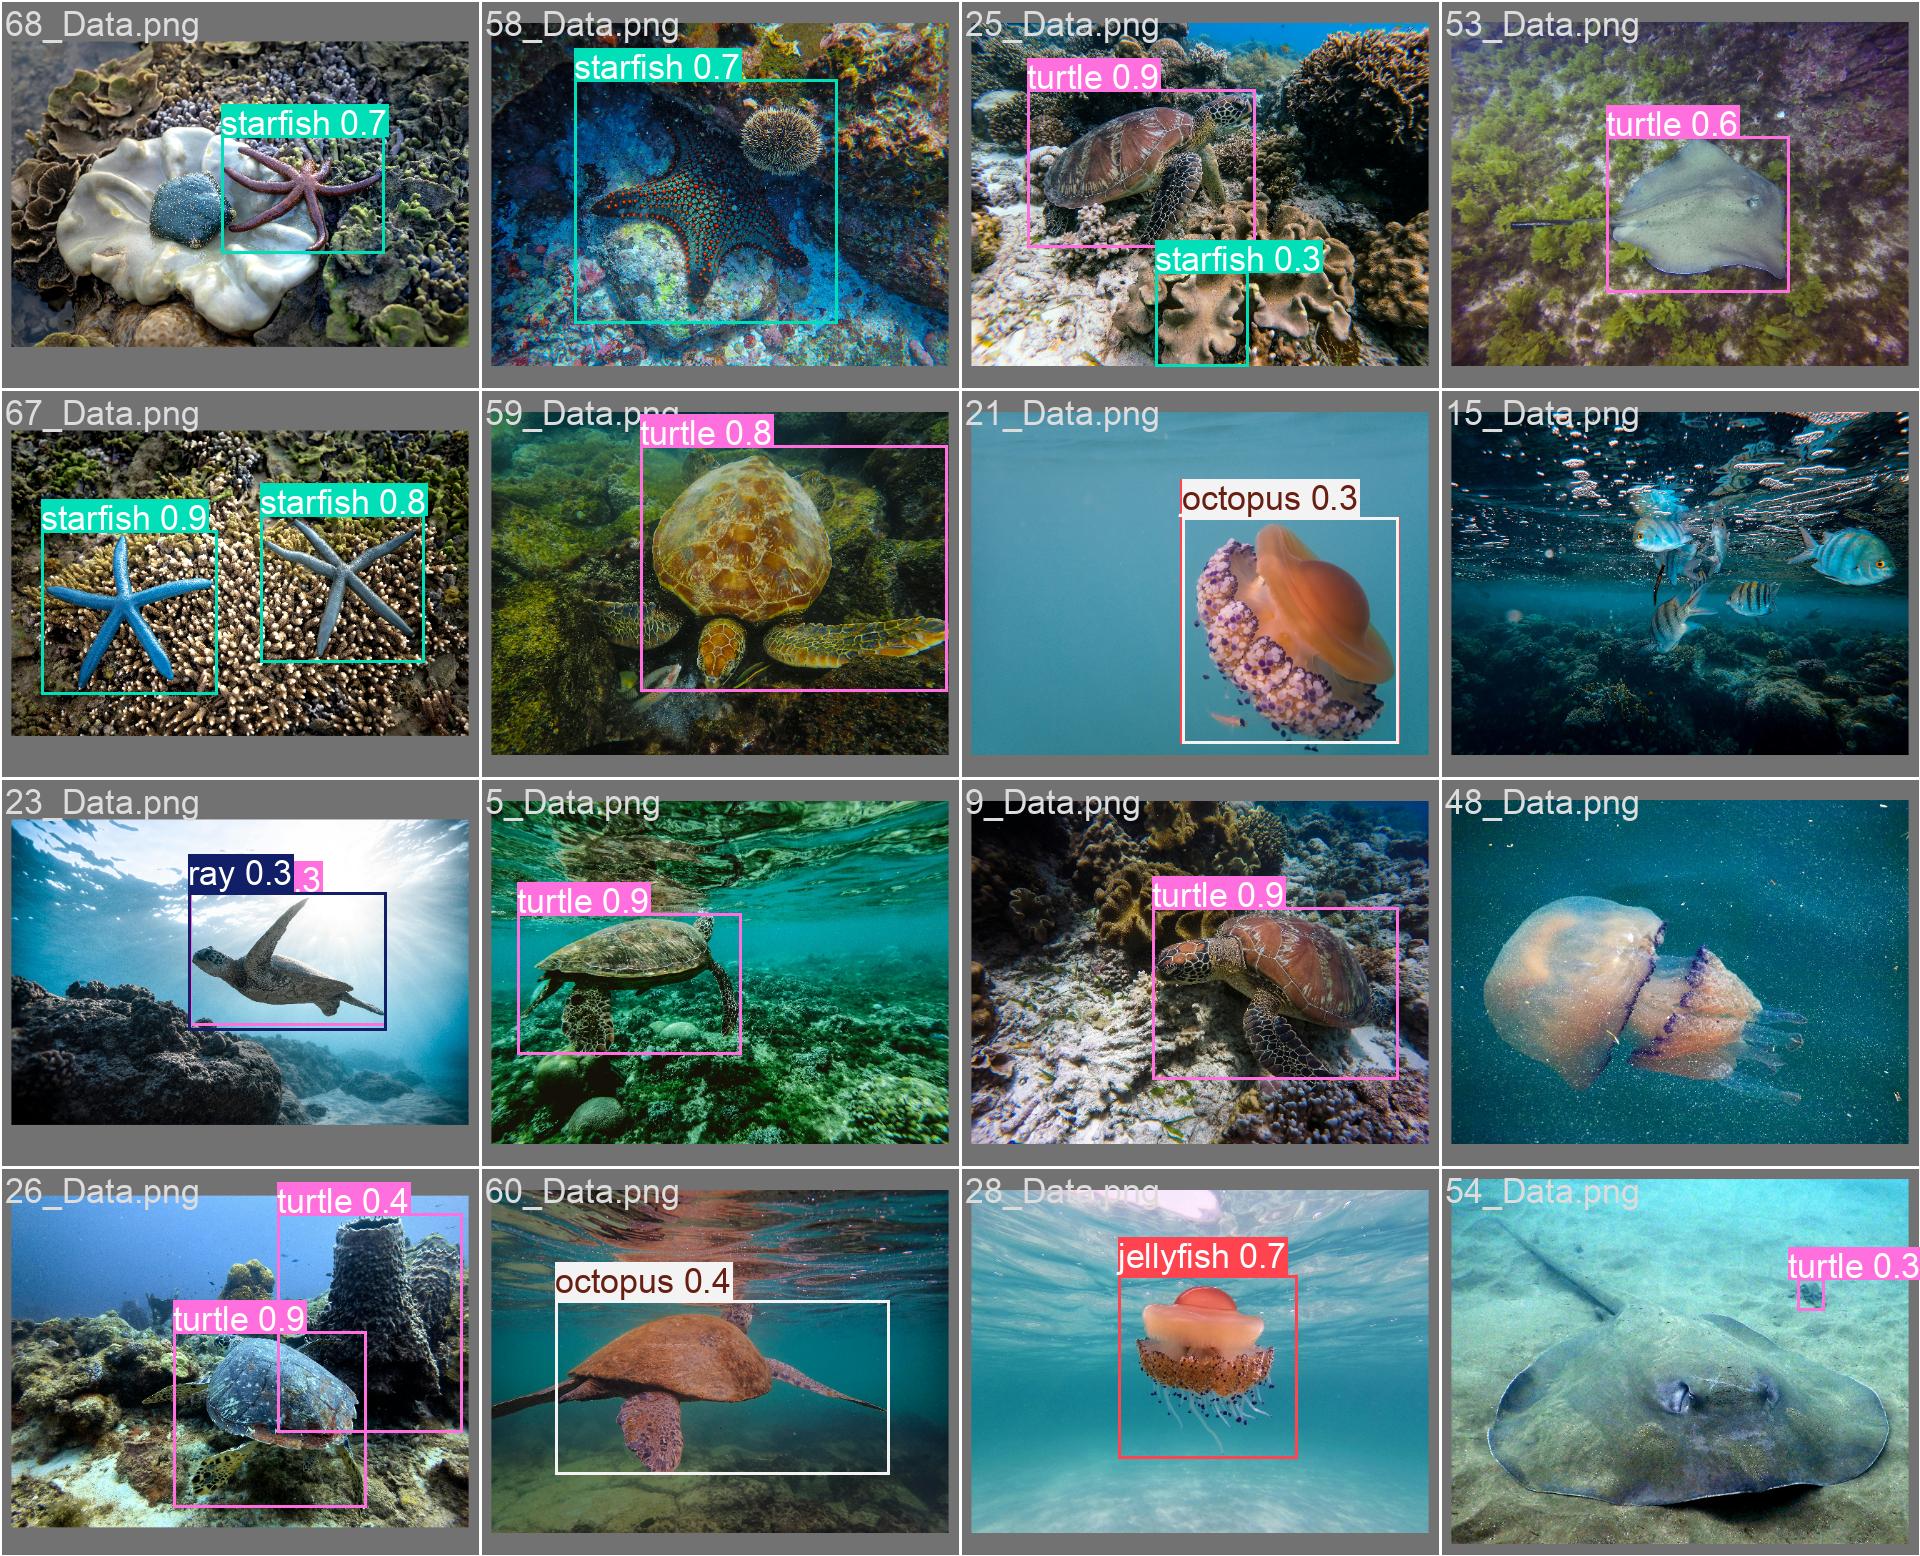 68_Data.png
starfish 0.7
58_Data.png
starfish 0.7
25_Data.png
turtle 0.9
starfish 0.3
53_Data.png
turtle 0.6
67_Data.png
starfish 0.9
starfish 0.8
59_Data.png
turtle 0.8
21_Data.png
octopus 0.3
15_Data.png
23_Data.png
ray 0.3
.3
5_Data.png
turtle 0.9
9_Data.png
turtle 0.9
48_Data.png
26_Data.png
turtle 0.4
turtle 0.9
60_Data.png
octopus 0.4
28_Data.png
jellyfish 0.7
54_Data.png
turtle 0.3